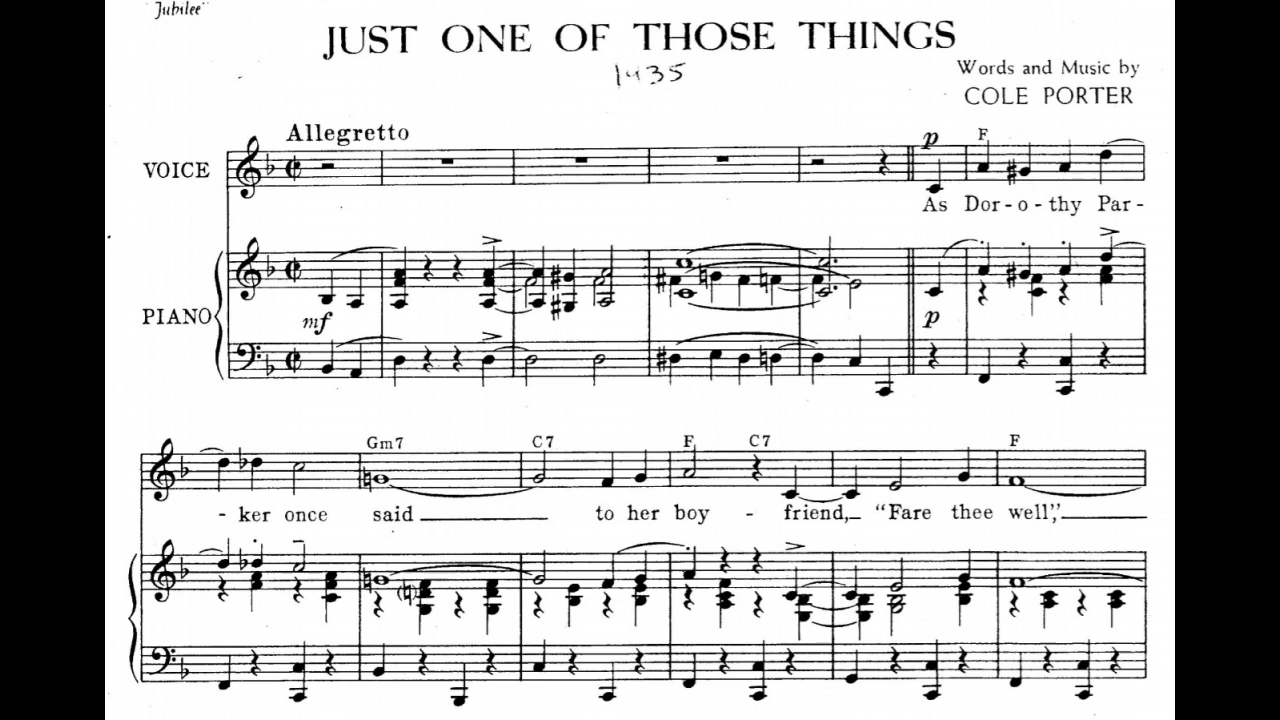 "Jubilee"
JUST ONE OF THOSE THINGS
1935
Words and Music by
COLE PORTER
Allegretto
VOICE
p F
As Dor-o-thy Par-
PIANO
mf p
Gm7 C7 F C7 F
-ker once said to her boy - friend, "Fare thee well",